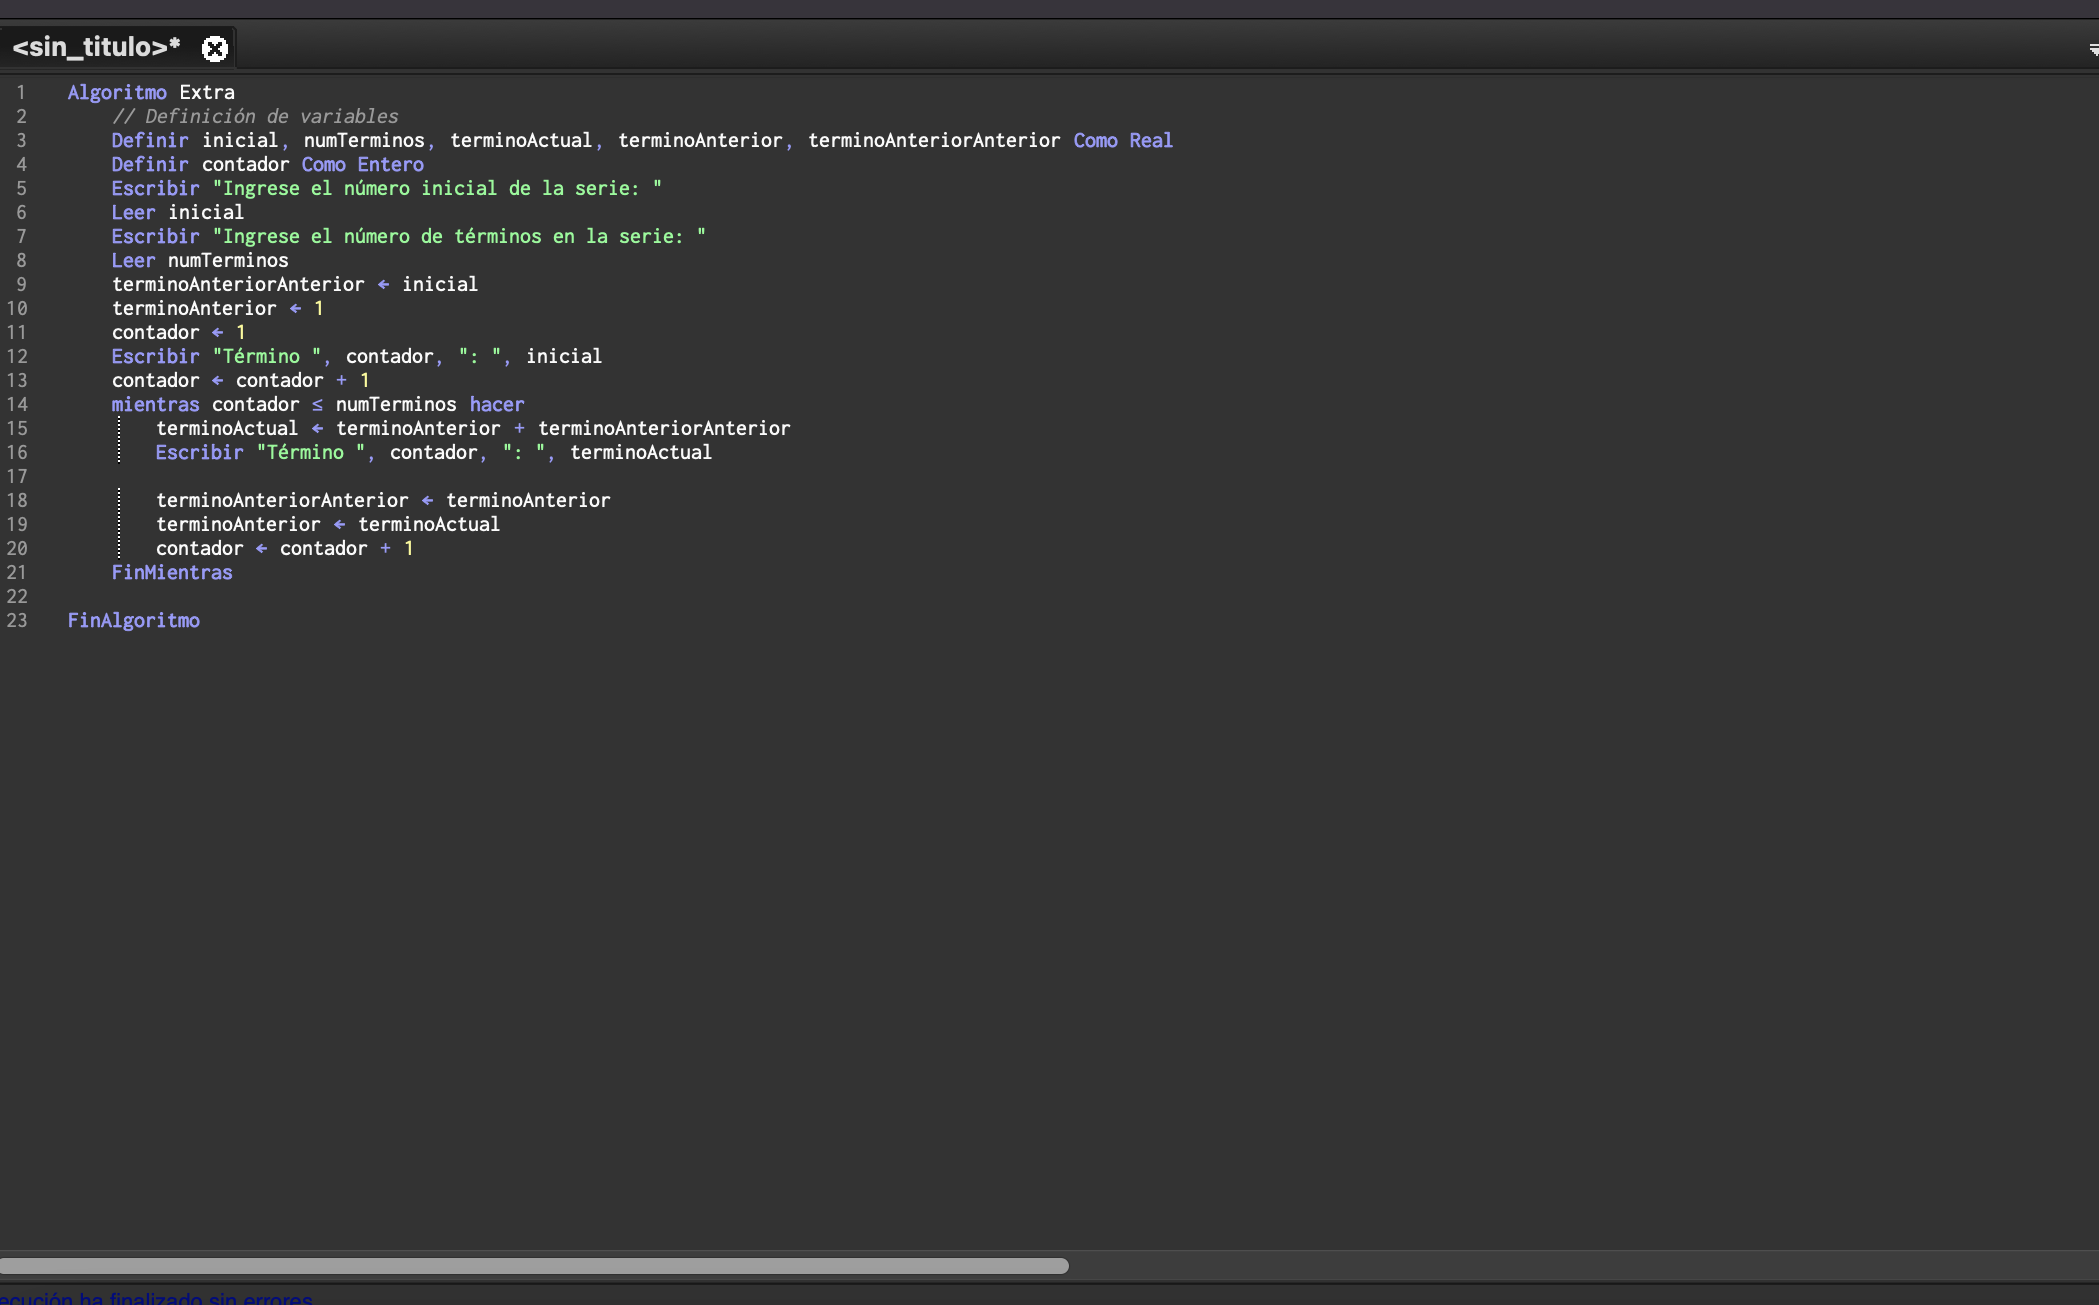 <sin_titulo>*
1 Algoritmo Extra
2 // Definición de variables
3 Definir inicial, numTerminos, terminoActual, terminoAnterior, terminoAnteriorAnterior Como Real
4 Definir contador Como Entero
5 Escribir "Ingrese el número inicial de la serie: "
6 Leer inicial
7 Escribir "Ingrese el número de términos en la serie: "
8 Leer numTerminos
9 terminoAnteriorAnterior ← inicial
10 terminoAnterior ← 1
11 contador ← 1
12 Escribir "Término ", contador, ": ", inicial
13 contador ← contador + 1
14 mientras contador ≤ numTerminos hacer
15 terminoActual ← terminoAnterior + terminoAnteriorAnterior
16 Escribir "Término ", contador, ": ", terminoActual
17
18 terminoAnteriorAnterior ← terminoAnterior
19 terminoAnterior ← terminoActual
20 contador ← contador + 1
21 FinMientras
22
23 FinAlgoritmo
ecución ha finalizado sin errores